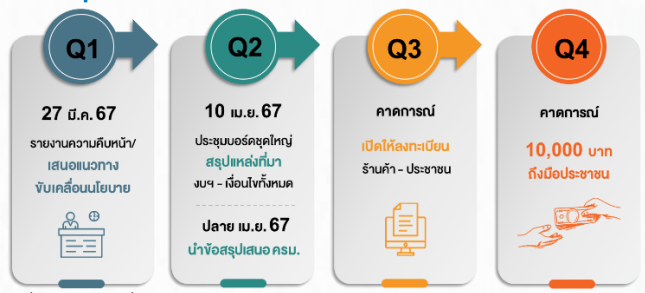 Q1
27 มี.ค. 67
รายงานความคืบหน้า/
เสนอแนวทาง
ขับเคลื่อนนโยบาย
Q2
10 เม.ย. 67
ประชุมบอร์ดชุดใหญ่
สรุปแหล่งที่มา
งบฯ - เงื่อนไขทั้งหมด
ปลาย เม.ย. 67
นำข้อสรุปเสนอ ครม.
Q3
คาดการณ์
เปิดให้ลงทะเบียน
ร้านค้า - ประชาชน
Q4
คาดการณ์
10,000 บาท
ถึงมือประชาชน